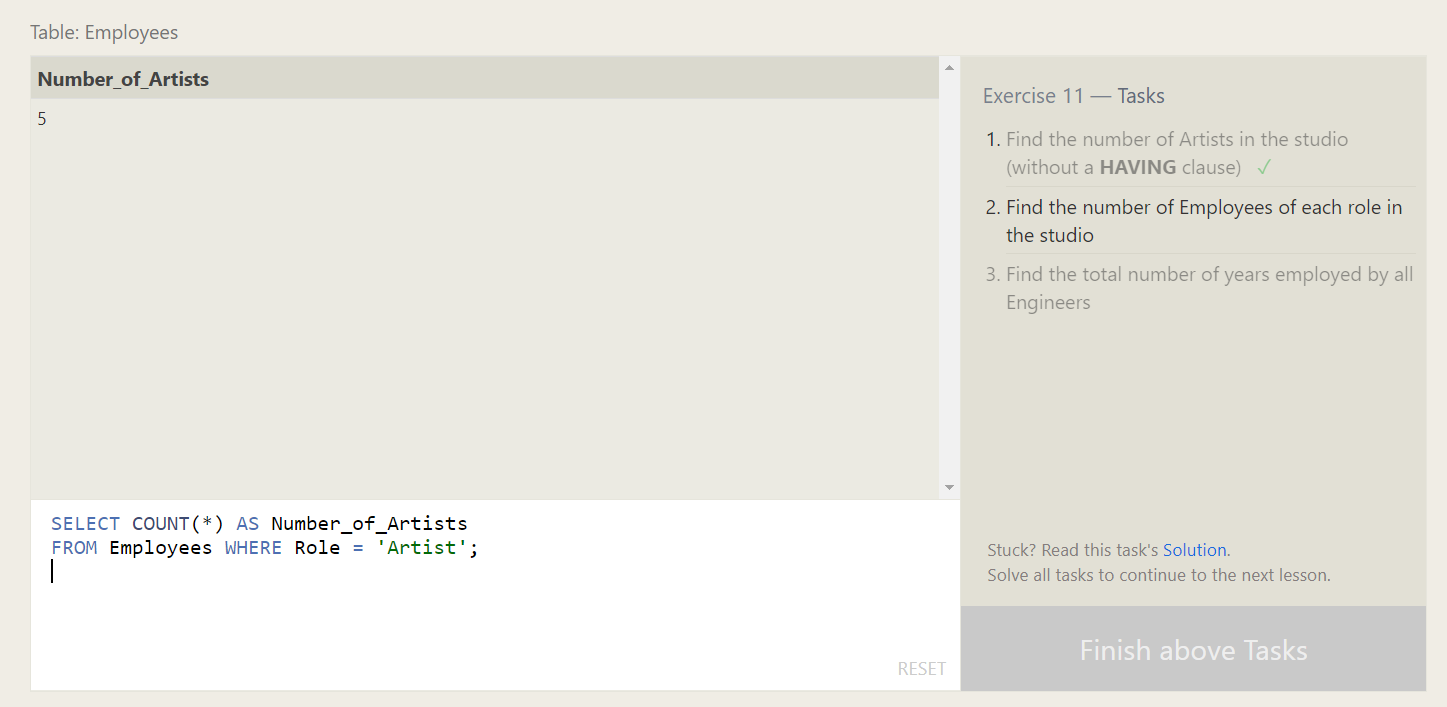 Table: Employees
Number_of_Artists
5
SELECT COUNT(*) AS Number_of_Artists
FROM Employees WHERE Role = 'Artist';
RESET
Exercise 11 — Tasks
1. Find the number of Artists in the studio
(without a HAVING clause) ✓
2. Find the number of Employees of each role in
the studio
3. Find the total number of years employed by all
Engineers
Stuck? Read this task's Solution.
Solve all tasks to continue to the next lesson.
Finish above Tasks